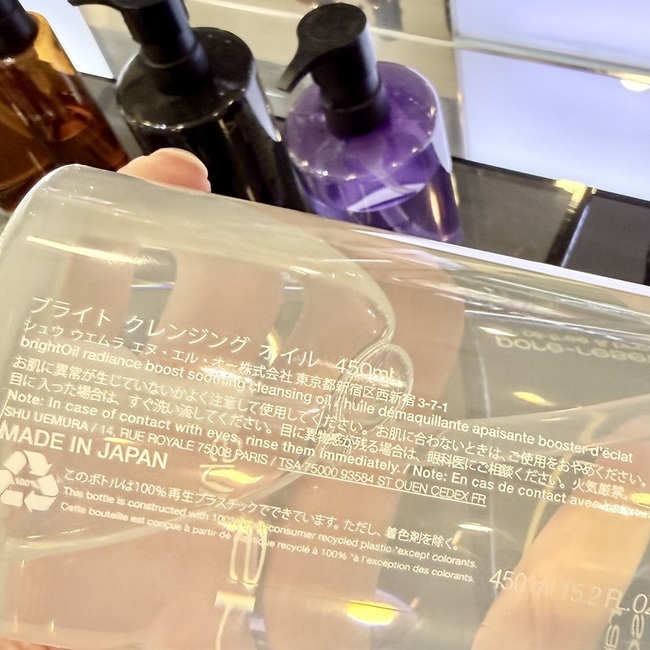 ブライト クレンジング オイル 450mL
シュウ ウエムラ エヌ・エル・オー株式会社 東京都新宿区西新宿 3-7-1
brightOil radiance boost soothing cleansing oil / huile démaquillante apaisante booster d'éclat
お肌に異常が生じていないかよく注意して使用してください。お肌に合わないときは、ご使用をおやめください。
目に入った場合は、すぐ洗い流してください。目に異物感が残る場合は、眼科医にご相談ください。火気厳禁。
Note: In case of contact with eyes, rinse them immediately. / Note: En cas de contact avec
SHU UEMURA / 14, RUE ROYALE 75008 PARIS / TSA 75000 93584 ST OUEN CEDEX FR
MADE IN JAPAN
100%
このボトルは100%再生プラスチックでできています。ただし、着色剤を除く。
This bottle is constructed with 100% consumer recycled plastic *except colorants.
Cette bouteille est conçue à partir de plastique recyclé à 100% *à l'exception des colorants.
450ml 15.2 FL.OZ